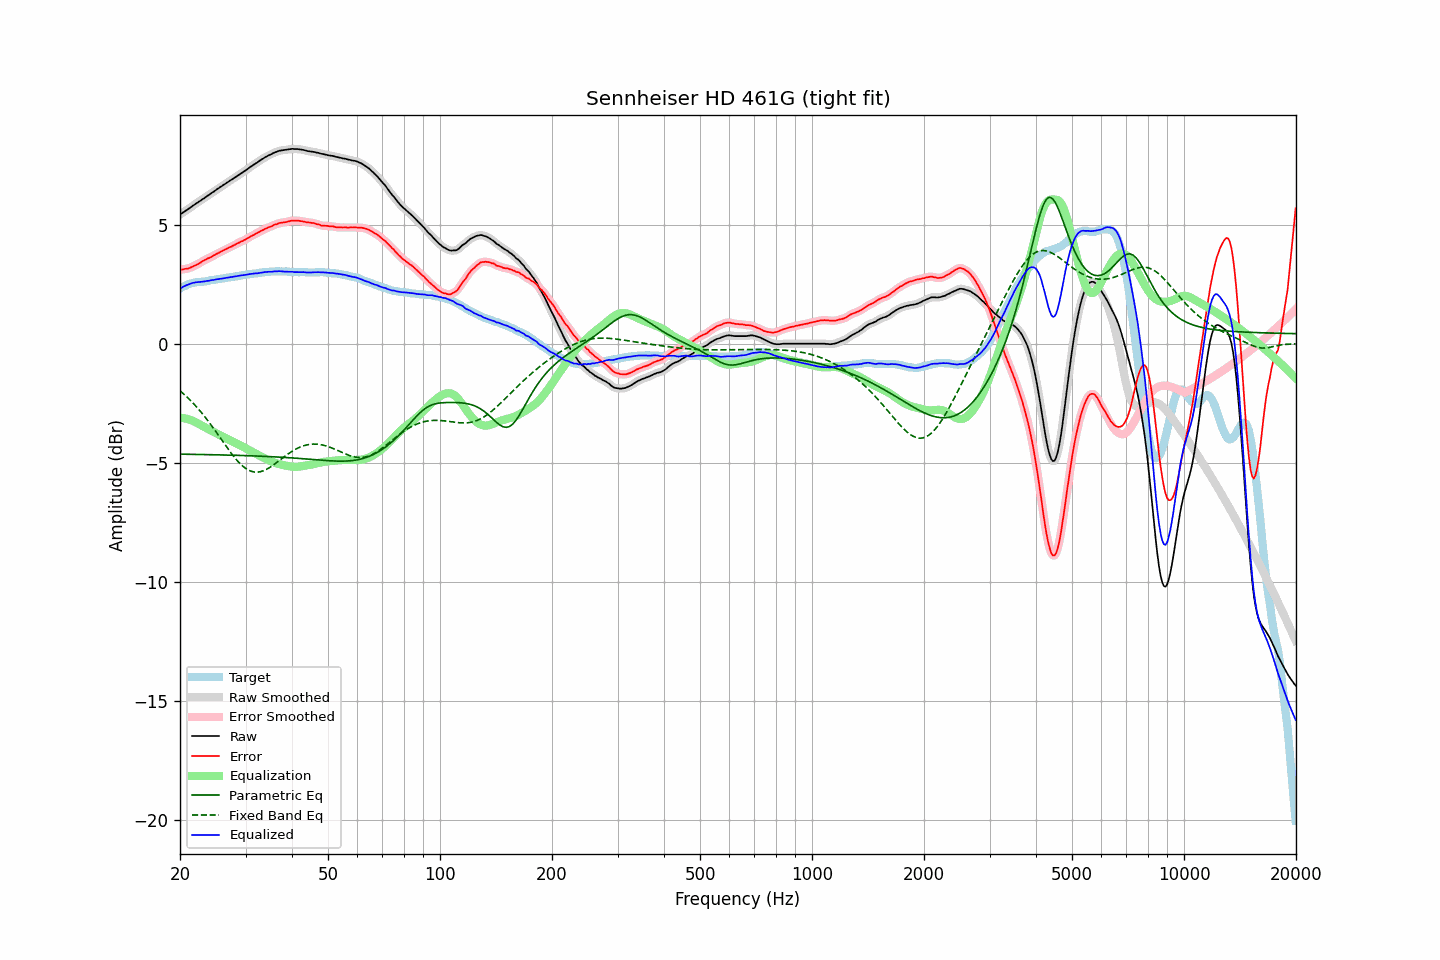 Sennheiser HD 461G (tight fit)
Amplitude (dBr)
5
0
−5
−10
−15
−20
Target
Raw Smoothed
Error Smoothed
Raw
Error
Equalization
Parametric Eq
Fixed Band Eq
Equalized
20 50 100 200 500 1000 2000 5000 10000 20000
Frequency (Hz)